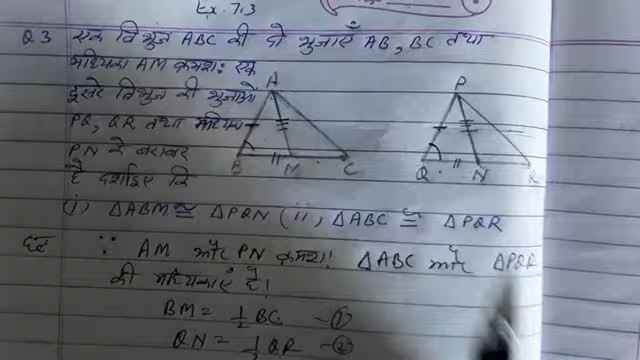 Ex. 7.3
Q3 एक त्रिभुज ABC की दो भुजाएँ AB, BC तथा
माध्यिका AM क्रमशः एक
दूसरे त्रिभुज की भुजाओं
PQ, QR तथा माध्यिका
PN के बराबर
है दर्शाइए कि
A
B
M
C
P
Q
N
R
(i) △ABM ≅ △PQN (ii) △ABC ≅ △PQR
हल ∵ AM और PN क्रमशः △ABC और △PQR
की माध्यिकाएँ है।
BM = 1/2 BC —①
QN = 1/2 QR —②